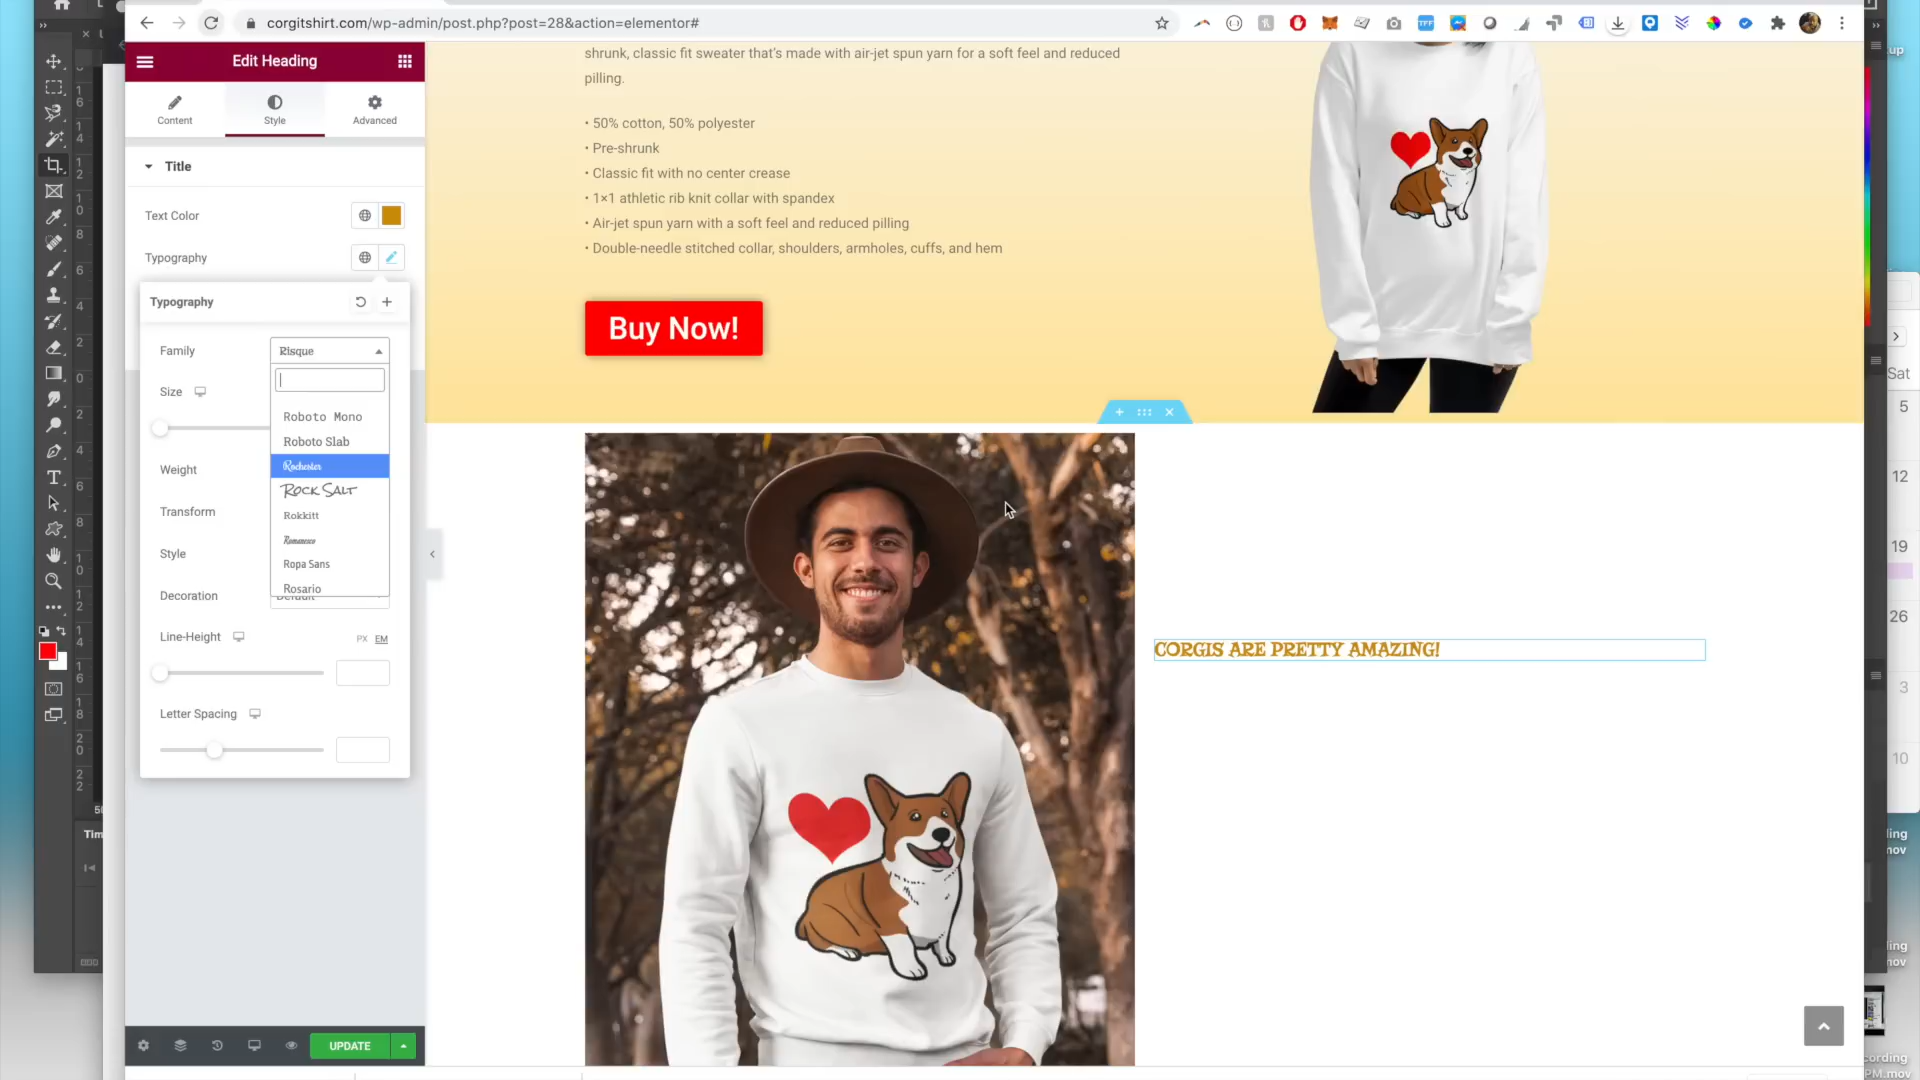 corgitshirt.com/wp-admin/post.php?post=28&action=elementor#
Edit Heading
Content
Style
Advanced
Title
Text Color
Typography
Typography
Family
Risque
Size
Roboto Mono
Roboto Slab
Rochester
Rock Salt
Rokkitt
Romanesco
Ropa Sans
Rosario
Weight
Transform
Style
Decoration
Line-Height
PX EM
Letter Spacing
UPDATE
shrunk, classic fit sweater that's made with air-jet spun yarn for a soft feel and reduced
pilling.
• 50% cotton, 50% polyester
• Pre-shrunk
• Classic fit with no center crease
• 1×1 athletic rib knit collar with spandex
• Air-jet spun yarn with a soft feel and reduced pilling
• Double-needle stitched collar, shoulders, armholes, cuffs, and hem
Buy Now!
CORGIS ARE PRETTY AMAZING!
Sat
5
12
19
26
3
10